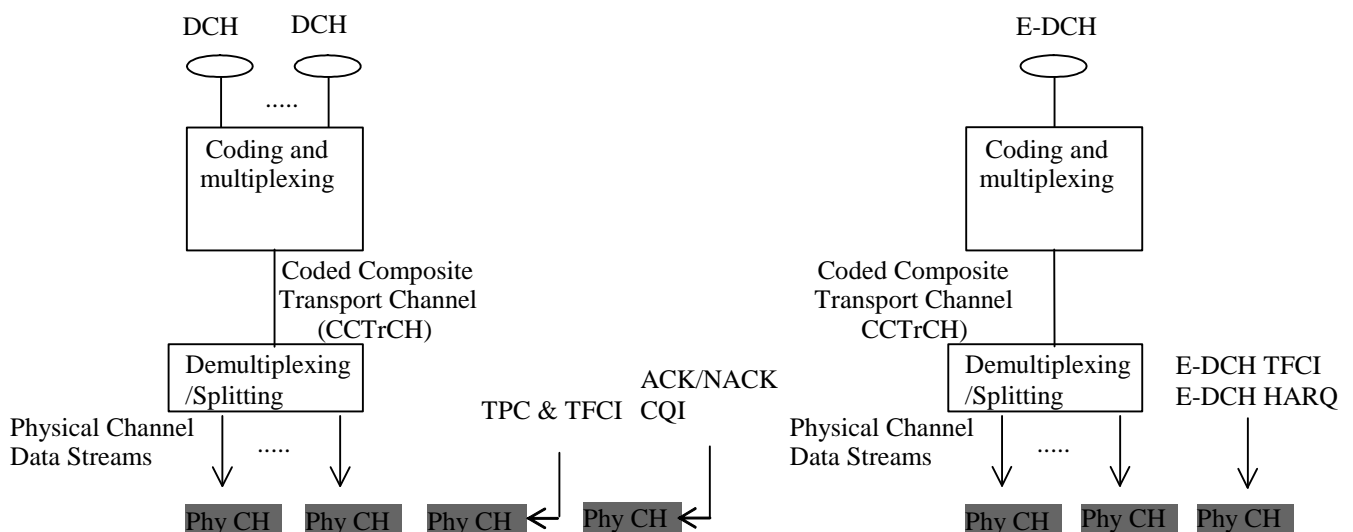 DCH
DCH
.....
Coding and
multiplexing
Coded Composite
Transport Channel
(CCTrCH)
Demultiplexing
/Splitting
Physical Channel
Data Streams
.....
TPC & TFCI
ACK/NACK
CQI
Phy CH
Phy CH
Phy CH
Phy CH
E-DCH
Coding and
multiplexing
Coded Composite
Transport Channel
CCTrCH)
Demultiplexing
/Splitting
Physical Channel
Data Streams
.....
E-DCH TFCI
E-DCH HARQ
Phy CH
Phy CH
Phy CH